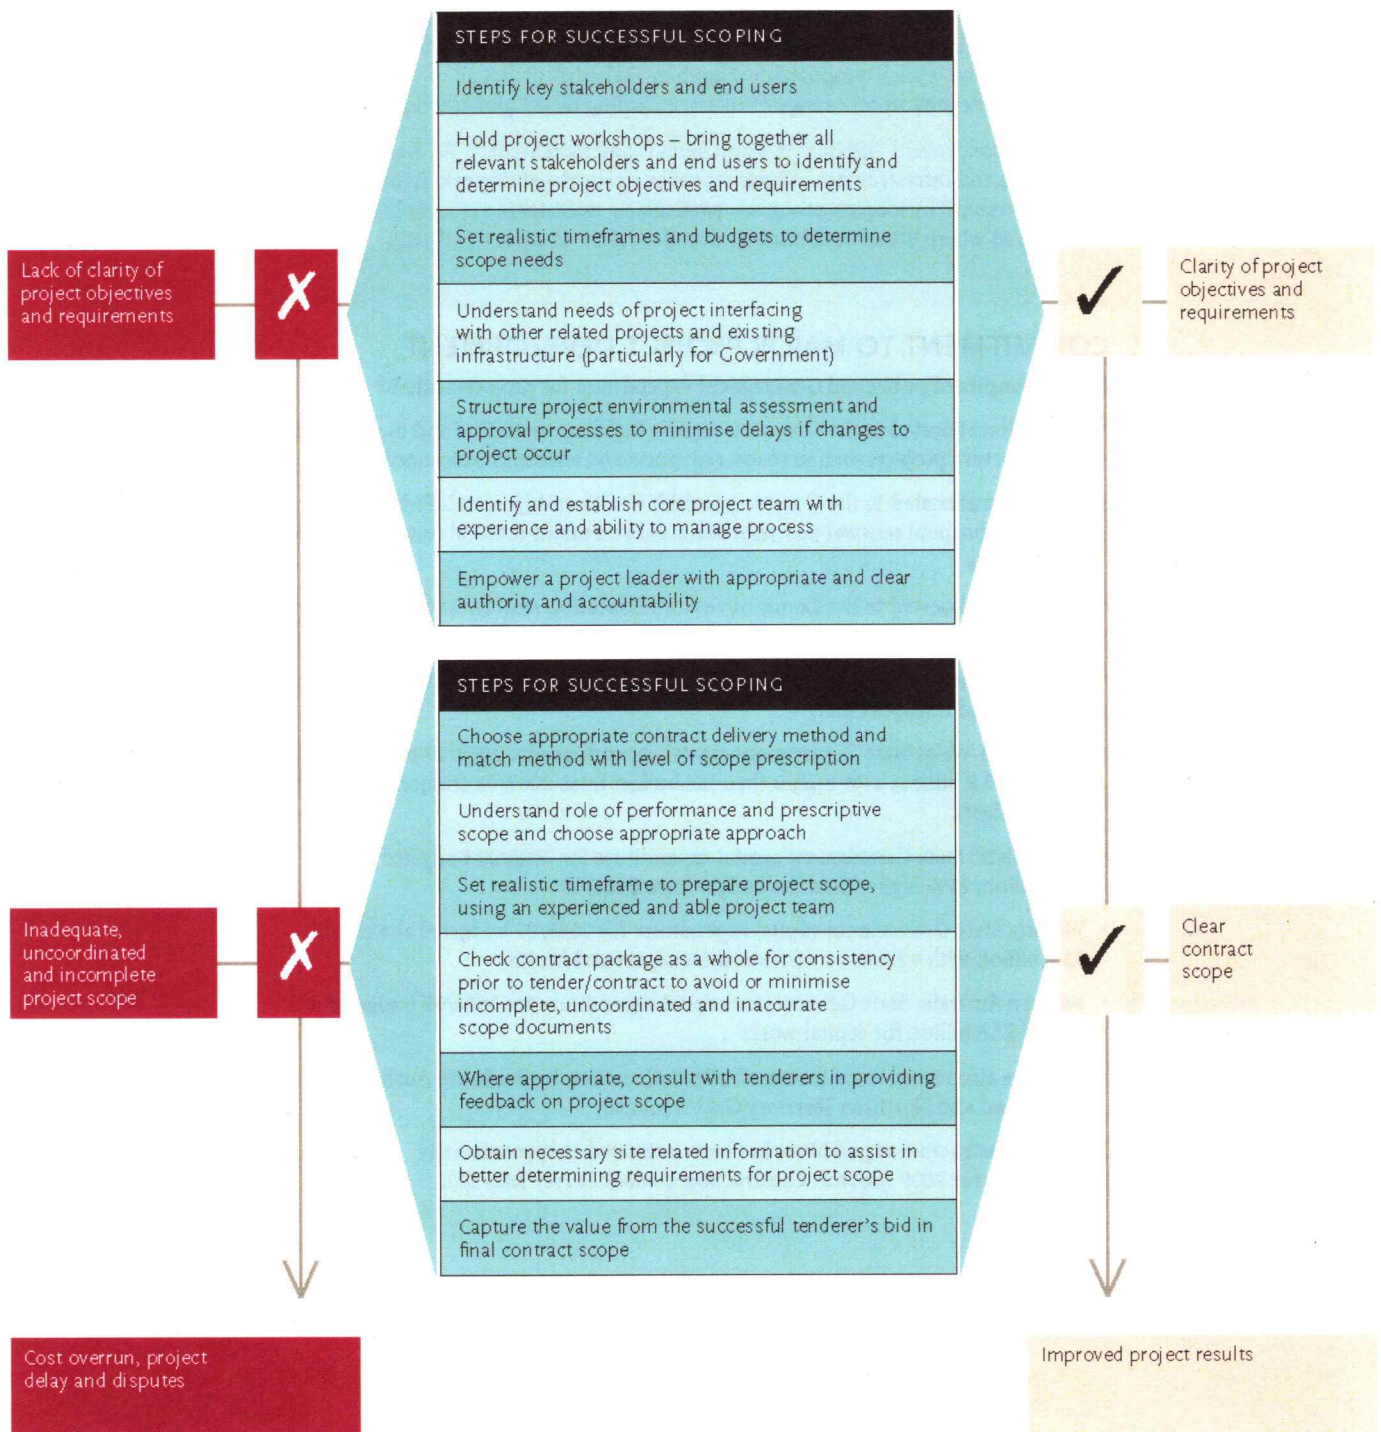 STEPS FOR SUCCESSFUL SCOPING
Identify key stakeholders and end users
Hold project workshops – bring together all
relevant stakeholders and end users to identify and
determine project objectives and requirements
Set realistic timeframes and budgets to determine
scope needs
Lack of clarity of
project objectives
and requirements
✗
Understand needs of project interfacing
with other related projects and existing
infrastructure (particularly for Government)
✓
Clarity of project
objectives and
requirements
Structure project environmental assessment and
approval processes to minimise delays if changes to
project occur
Identify and establish core project team with
experience and ability to manage process
Empower a project leader with appropriate and clear
authority and accountability
STEPS FOR SUCCESSFUL SCOPING
Choose appropriate contract delivery method and
match method with level of scope prescription
Understand role of performance and prescriptive
scope and choose appropriate approach
Set realistic timeframe to prepare project scope,
using an experienced and able project team
Inadequate,
uncoordinated
and incomplete
project scope
✗
Check contract package as a whole for consistency
prior to tender/contract to avoid or minimise
incomplete, uncoordinated and inaccurate
scope documents
✓
Clear
contract
scope
Where appropriate, consult with tenderers in providing
feedback on project scope
Obtain necessary site related information to assist in
better determining requirements for project scope
Capture the value from the successful tenderer's bid in
final contract scope
Cost overrun, project
delay and disputes
Improved project results